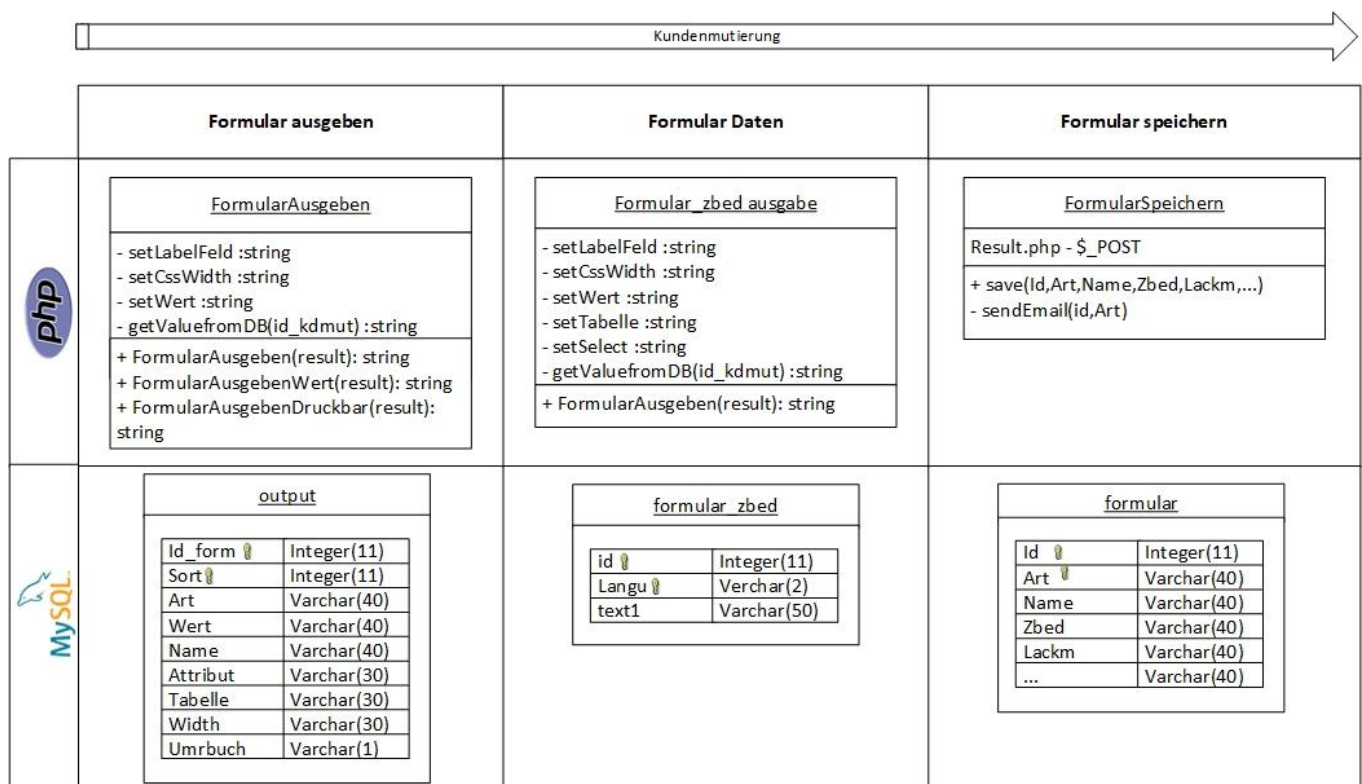 Kundenmutierung
Formular ausgeben
Formular Daten
Formular speichern
php
FormularAusgeben
- setLabelFeld :string
- setCssWidth :string
- setWert :string
- getValuefromDB(id_kdmut) :string
+ FormularAusgeben(result): string
+ FormularAusgebenWert(result): string
+ FormularAusgebenDruckbar(result):
string
Formular_zbed ausgabe
- setLabelFeld :string
- setCssWidth :string
- setWert :string
- setTabelle :string
- setSelect :string
- getValuefromDB(id_kdmut) :string
+ FormularAusgeben(result): string
FormularSpeichern
Result.php - $_POST
+ save(Id,Art,Name,Zbed,Lackm,...)
- sendEmail(id,Art)
MySQL
output
Id_form Integer(11)
Sort Integer(11)
Art Varchar(40)
Wert Varchar(40)
Name Varchar(40)
Attribut Varchar(30)
Tabelle Varchar(30)
Width Varchar(30)
Umrbuch Varchar(1)
formular_zbed
id Integer(11)
Langu Verchar(2)
text1 Varchar(50)
formular
Id Integer(11)
Art Varchar(40)
Name Varchar(40)
Zbed Varchar(40)
Lackm Varchar(40)
... Varchar(40)